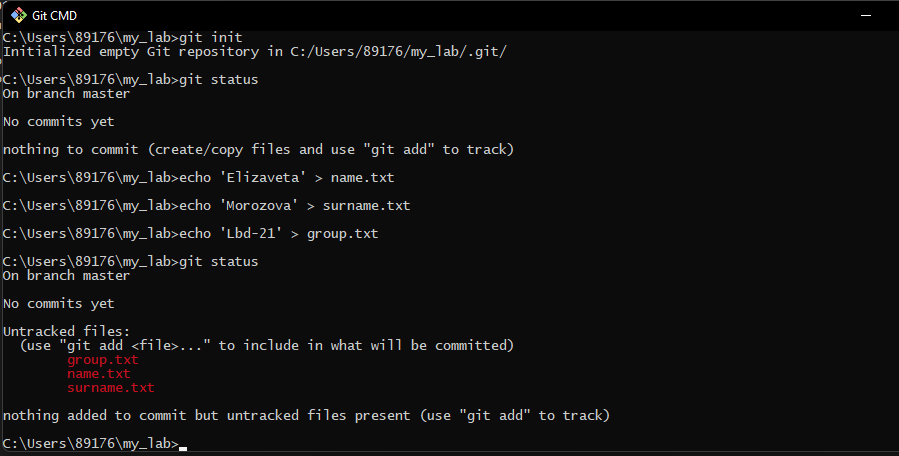 Git CMD
C:\Users\89176\my_lab>git init
Initialized empty Git repository in C:/Users/89176/my_lab/.git/
C:\Users\89176\my_lab>git status
On branch master
No commits yet
nothing to commit (create/copy files and use "git add" to track)
C:\Users\89176\my_lab>echo 'Elizaveta' > name.txt
C:\Users\89176\my_lab>echo 'Morozova' > surname.txt
C:\Users\89176\my_lab>echo 'Lbd-21' > group.txt
C:\Users\89176\my_lab>git status
On branch master
No commits yet
Untracked files:
  (use "git add <file>..." to include in what will be committed)
        group.txt
        name.txt
        surname.txt
nothing added to commit but untracked files present (use "git add" to track)
C:\Users\89176\my_lab>